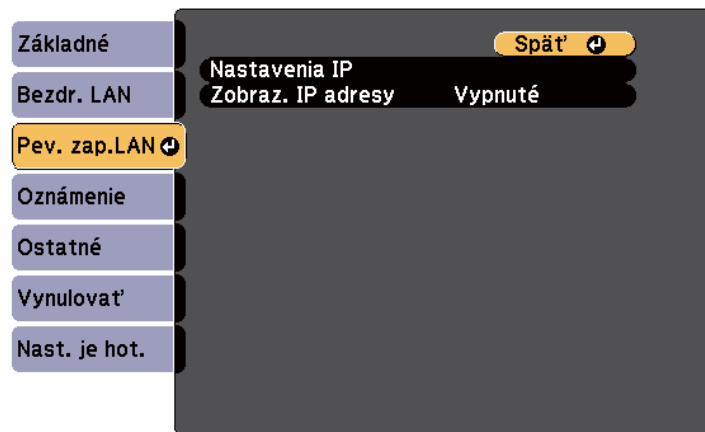 Základné
Bezdr. LAN
Pev. zap.LAN
Oznámenie
Ostatné
Vynulovať
Nast. je hot.
Späť
Nastavenia IP
Zobraz. IP adresy Vypnuté